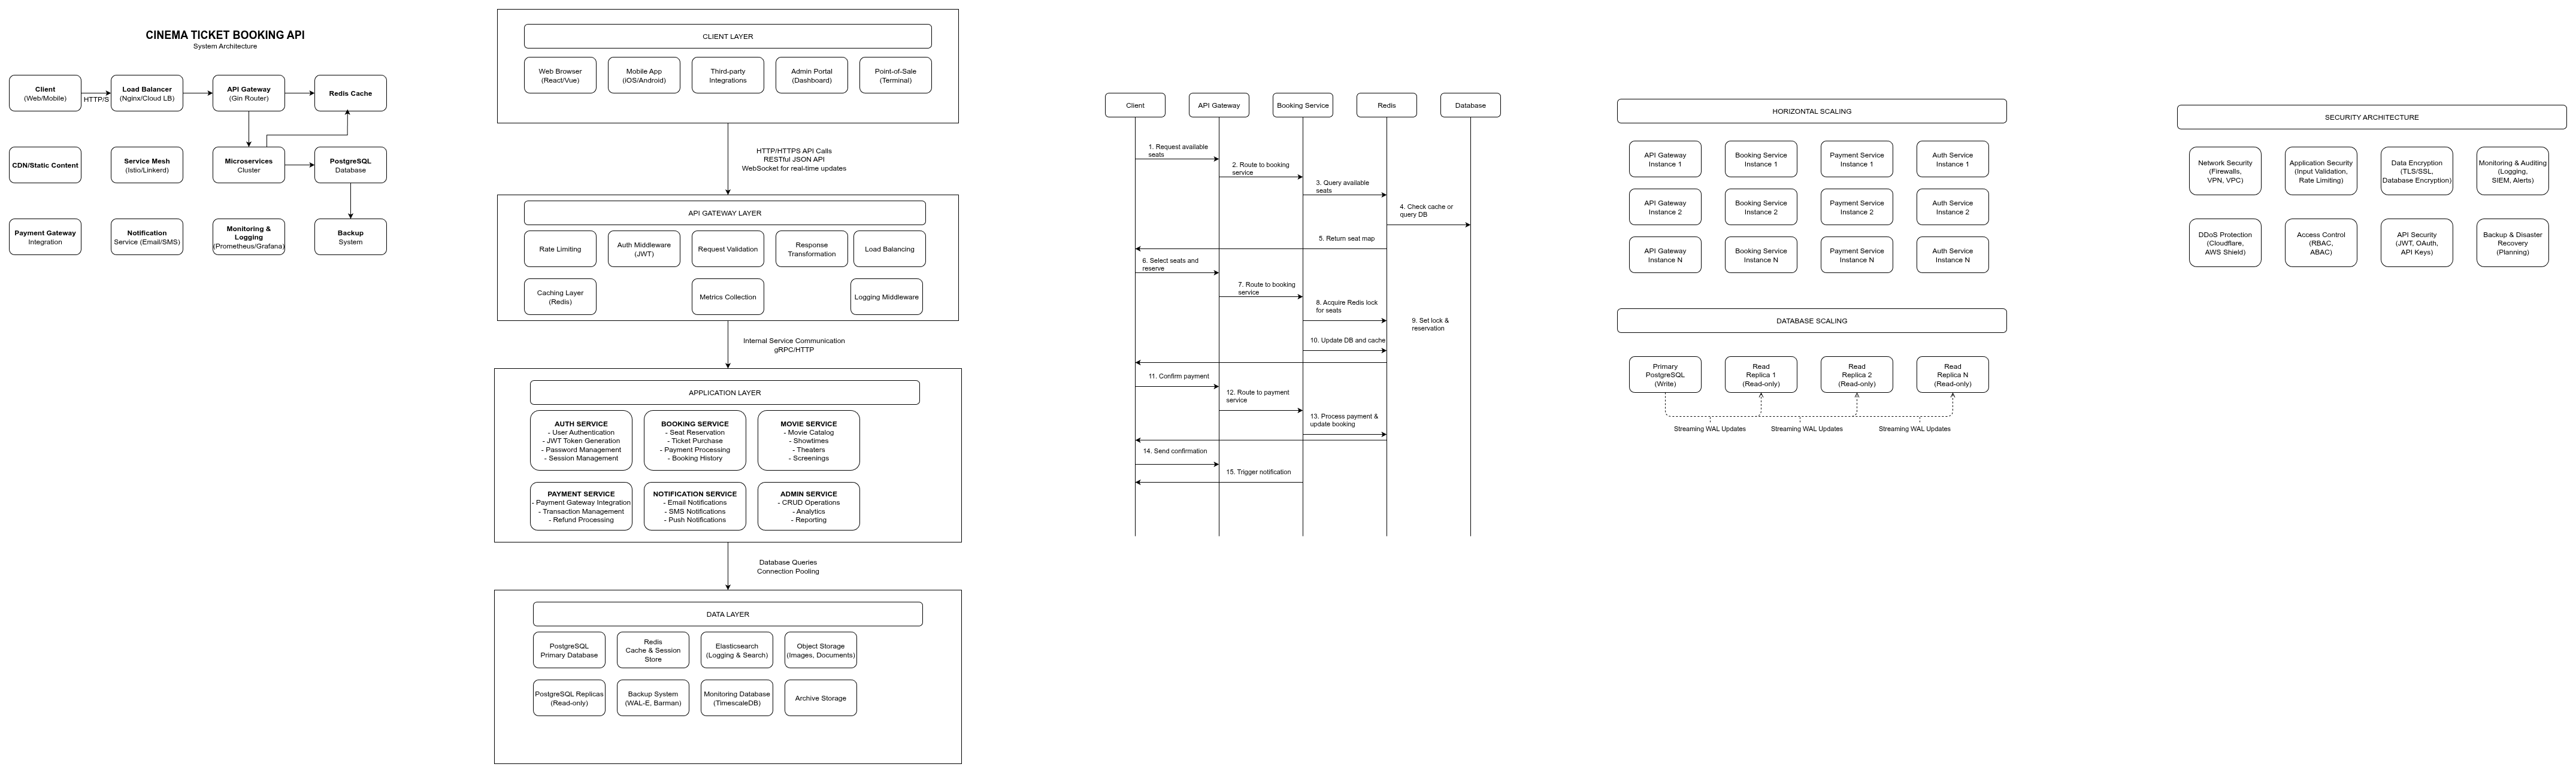 CINEMA TICKET BOOKING API
System Architecture
Client
(Web/Mobile)
HTTP/S
Load Balancer
(Nginx/Cloud LB)
API Gateway
(Gin Router)
Redis Cache
CDN/Static Content
Service Mesh
(Istio/Linkerd)
Microservices
Cluster
PostgreSQL
Database
Payment Gateway
Integration
Notification
Service (Email/SMS)
Monitoring &
Logging
(Prometheus/Grafana)
Backup
System
CLIENT LAYER
Web Browser
(React/Vue)
Mobile App
(iOS/Android)
Third-party
Integrations
Admin Portal
(Dashboard)
Point-of-Sale
(Terminal)
HTTP/HTTPS API Calls
RESTful JSON API
WebSocket for real-time updates
API GATEWAY LAYER
Rate Limiting
Auth Middleware
(JWT)
Request Validation
Response
Transformation
Load Balancing
Caching Layer
(Redis)
Metrics Collection
Logging Middleware
Internal Service Communication
gRPC/HTTP
APPLICATION LAYER
AUTH SERVICE
- User Authentication
- JWT Token Generation
- Password Management
- Session Management
BOOKING SERVICE
- Seat Reservation
- Ticket Purchase
- Payment Processing
- Booking History
MOVIE SERVICE
- Movie Catalog
- Showtimes
- Theaters
- Screenings
PAYMENT SERVICE
- Payment Gateway Integration
- Transaction Management
- Refund Processing
NOTIFICATION SERVICE
- Email Notifications
- SMS Notifications
- Push Notifications
ADMIN SERVICE
- CRUD Operations
- Analytics
- Reporting
Database Queries
Connection Pooling
DATA LAYER
PostgreSQL
Primary Database
Redis
Cache & Session
Store
Elasticsearch
(Logging & Search)
Object Storage
(Images, Documents)
PostgreSQL Replicas
(Read-only)
Backup System
(WAL-E, Barman)
Monitoring Database
(TimescaleDB)
Archive Storage
Client
API Gateway
Booking Service
Redis
Database
1. Request available
seats
2. Route to booking
service
3. Query available
seats
4. Check cache or
query DB
5. Return seat map
6. Select seats and
reserve
7. Route to booking
service
8. Acquire Redis lock
for seats
9. Set lock &
reservation
10. Update DB and cache
11. Confirm payment
12. Route to payment
service
13. Process payment &
update booking
14. Send confirmation
15. Trigger notification
HORIZONTAL SCALING
API Gateway
Instance 1
Booking Service
Instance 1
Payment Service
Instance 1
Auth Service
Instance 1
API Gateway
Instance 2
Booking Service
Instance 2
Payment Service
Instance 2
Auth Service
Instance 2
API Gateway
Instance N
Booking Service
Instance N
Payment Service
Instance N
Auth Service
Instance N
DATABASE SCALING
Primary
PostgreSQL
(Write)
Read
Replica 1
(Read-only)
Read
Replica 2
(Read-only)
Read
Replica N
(Read-only)
Streaming WAL Updates
Streaming WAL Updates
Streaming WAL Updates
SECURITY ARCHITECTURE
Network Security
(Firewalls,
VPN, VPC)
Application Security
(Input Validation,
Rate Limiting)
Data Encryption
(TLS/SSL,
Database Encryption)
Monitoring & Auditing
(Logging,
SIEM, Alerts)
DDoS Protection
(Cloudflare,
AWS Shield)
Access Control
(RBAC,
ABAC)
API Security
(JWT, OAuth,
API Keys)
Backup & Disaster
Recovery
(Planning)